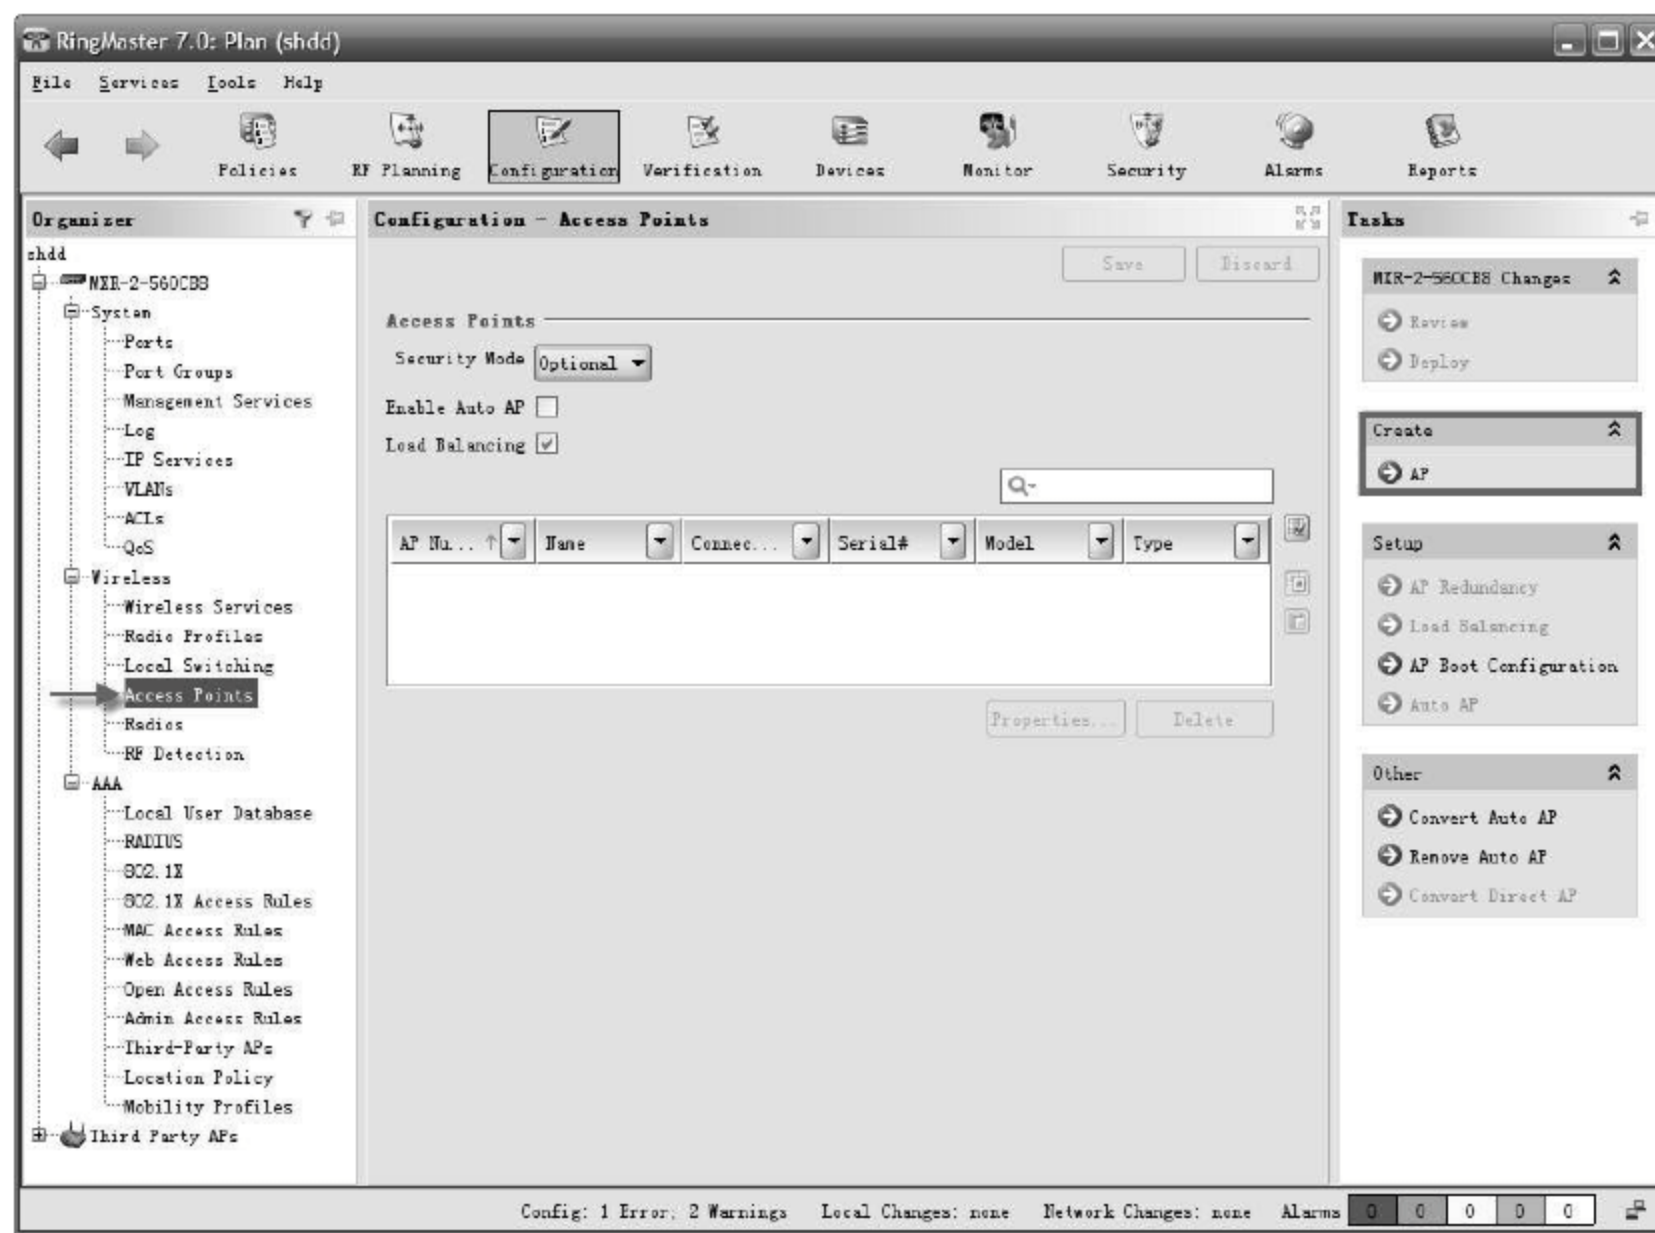 RingMaster 7.0: Plan (shdd)
File Services Tools Help
Policies RF Planning Configuration Verification Devices Monitor Security Alarms Reports
Organizer
shdd
MXR-2-560CB8
System
Ports
Port Groups
Management Services
Log
IP Services
VLANs
ACLs
QoS
Wireless
Wireless Services
Radio Profiles
Local Switching
Access Points
Radios
RF Detection
AAA
Local User Database
RADIUS
802.1X
802.1X Access Rules
MAC Access Rules
Web Access Rules
Open Access Rules
Admin Access Rules
Third-Party APs
Location Policy
Mobility Profiles
Third Party APs
Configuration - Access Points
Save Discard
Access Points
Security Mode Optional
Enable Auto AP
Load Balancing
AP Nu... Name Connec... Serial# Model Type
Properties... Delete
Tasks
MXR-2-560CB8 Changes
Review
Deploy
Create
AP
Setup
AP Redundancy
Load Balancing
AP Boot Configuration
Auto AP
Other
Convert Auto AP
Remove Auto AP
Convert Direct AP
Config: 1 Error, 2 Warnings Local Changes: none Network Changes: none Alarms 0 0 0 0 0